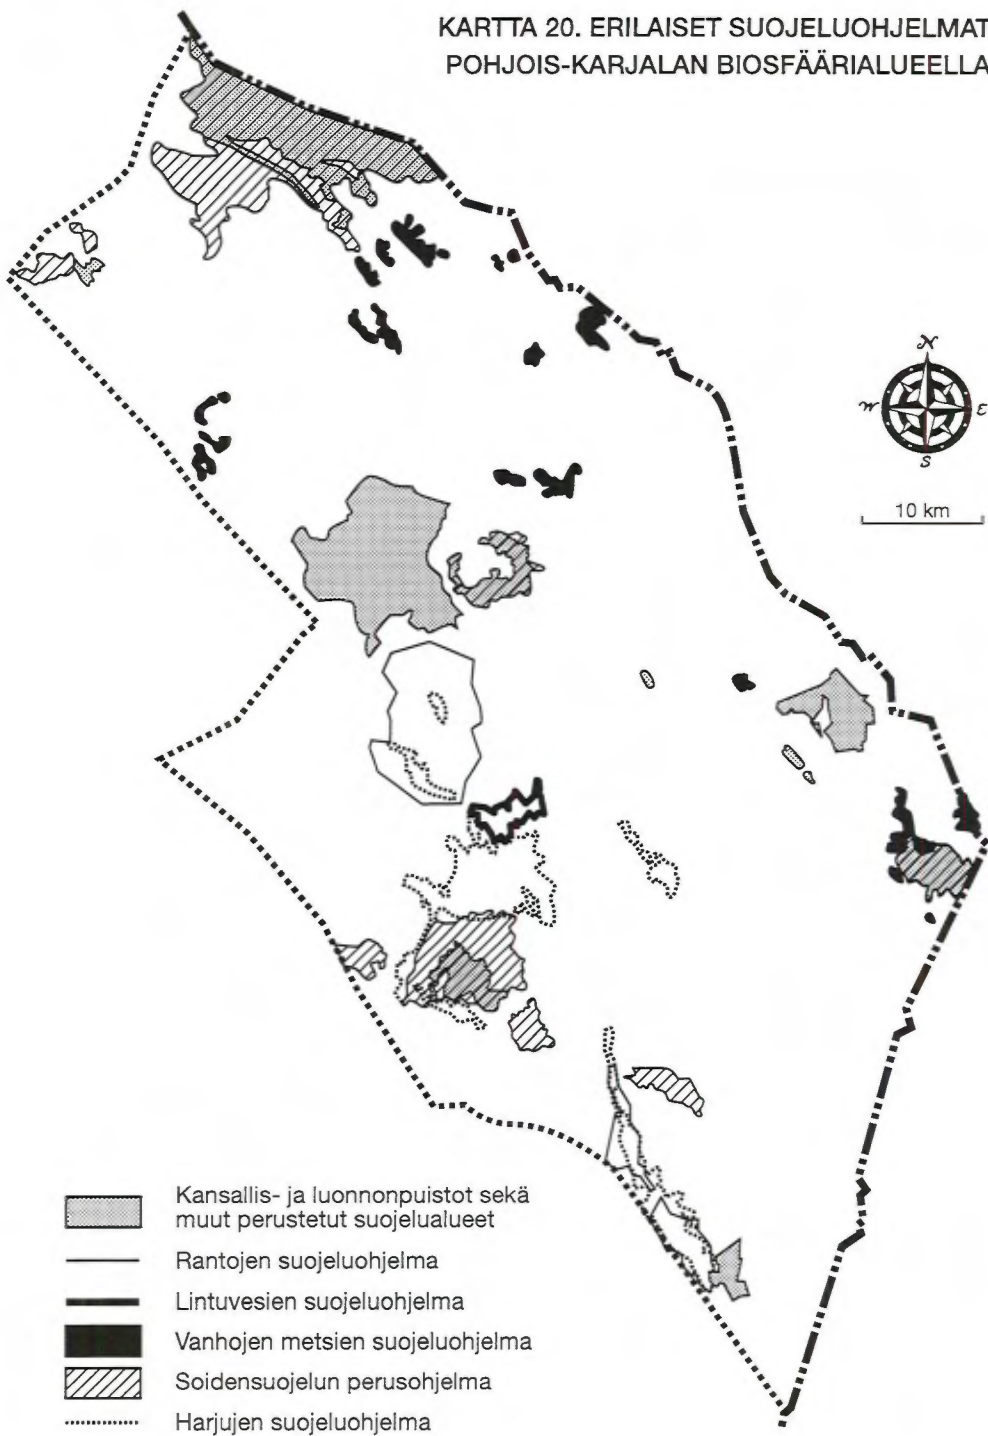 KARTTA 20. ERILAISET SUOJELUOHJELMAT
POHJOIS-KARJALAN BIOSFÄÄRIALUEELLA
N
W
E
S
10 km
Kansallis- ja luonnonpuistot sekä
muut perustetut suojelualueet
Rantojen suojeluohjelma
Lintuvesien suojeluohjelma
Vanhojen metsien suojeluohjelma
Soidensuojelun perusohjelma
Harjujen suojeluohjelma